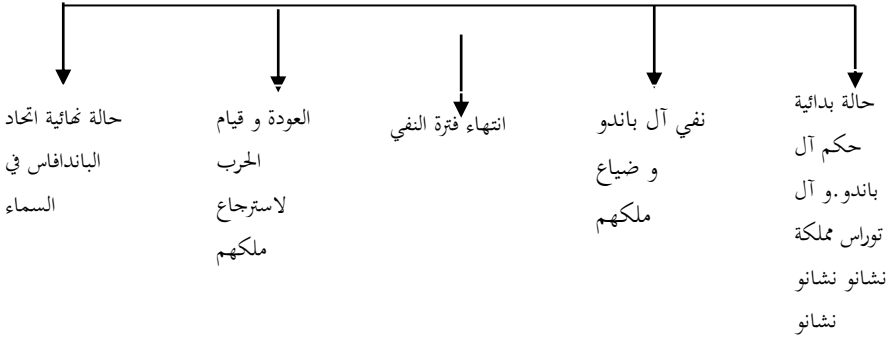 حالة بدائية
حكم آل
باندو.و آل
توراس مملكة
نشانو نشانو
نشانو
نفي آل باندو
و ضياع
ملكهم
انتهاء فترة النفي
العودة و قيام
الحرب
لاسترجاع
ملكهم
حالة نهائية اتحاد
الباندافاس في
السماء